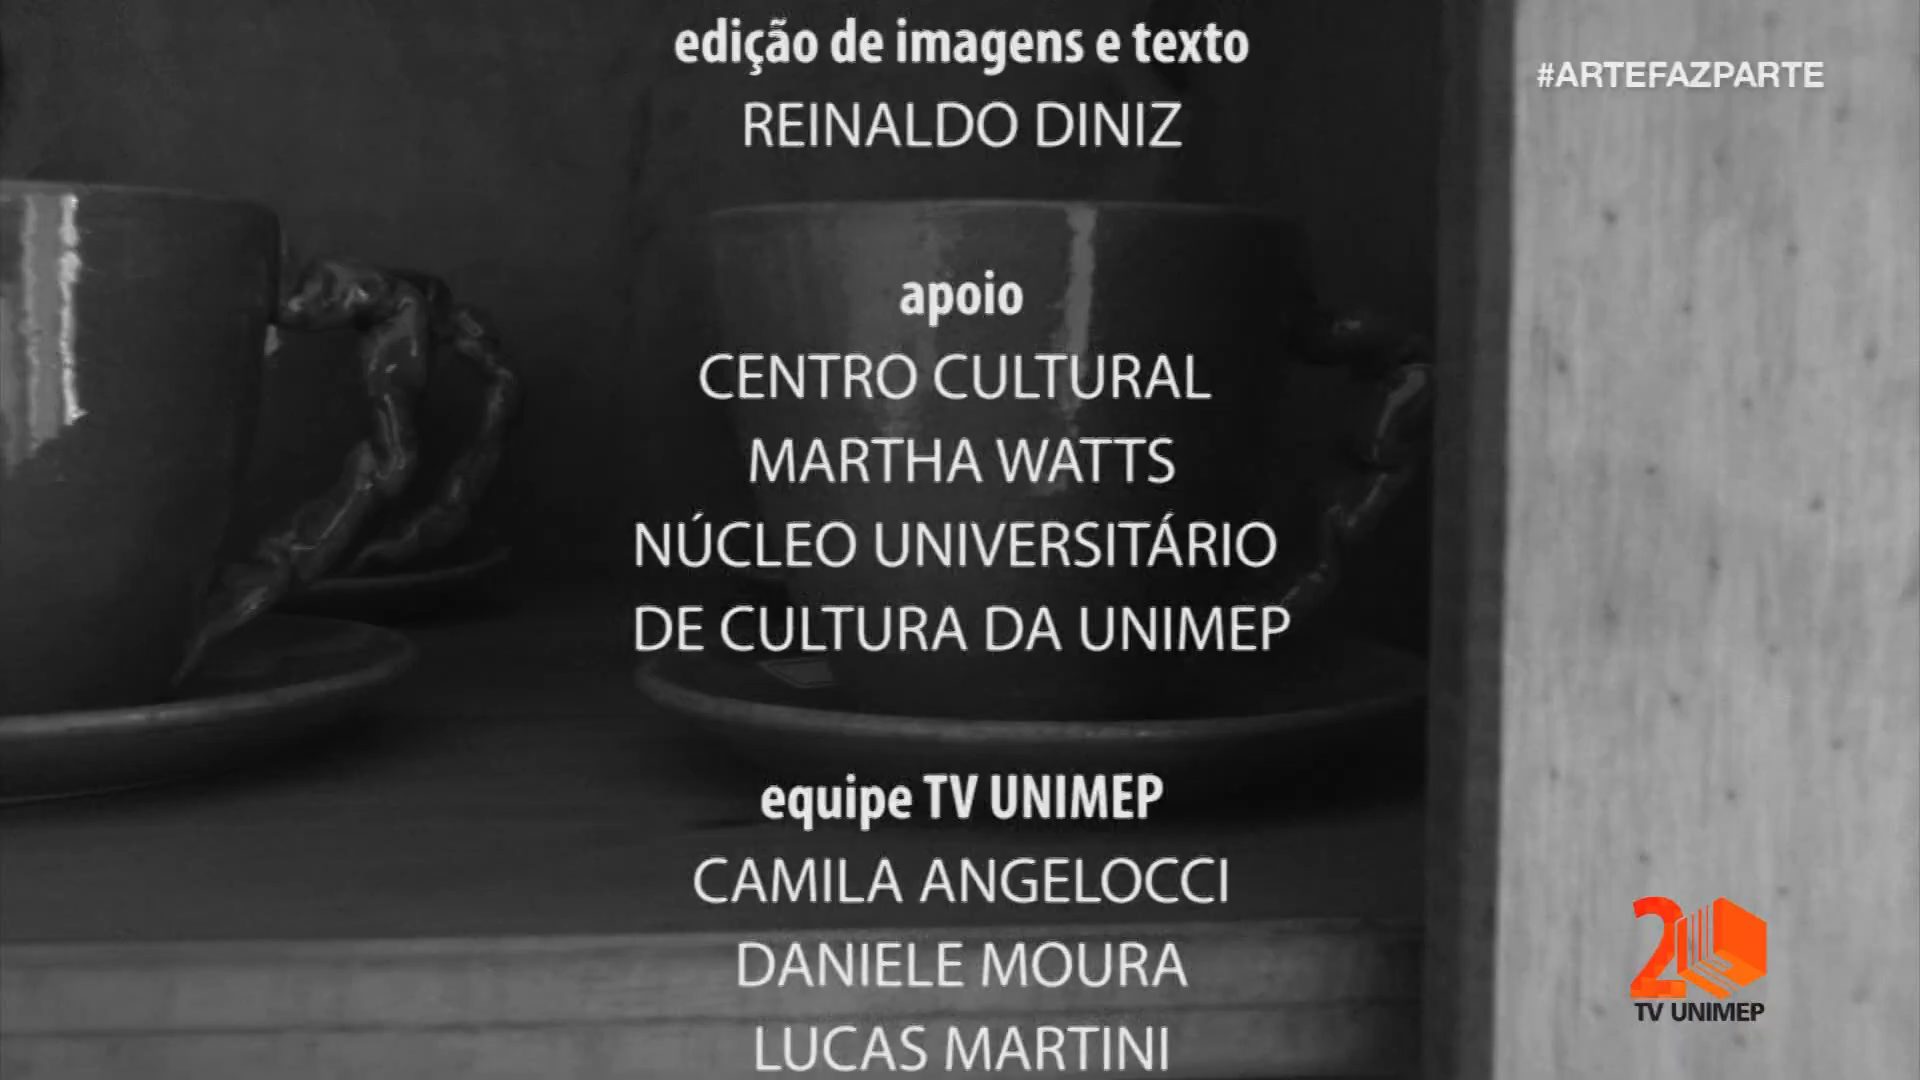 edição de imagens e texto
REINALDO DINIZ
#ARTEFAZPARTE
apoio
CENTRO CULTURAL
MARTHA WATTS
NÚCLEO UNIVERSITÁRIO
DE CULTURA DA UNIMEP
equipe TV UNIMEP
CAMILA ANGELOCCI
DANIELE MOURA
LUCAS MARTINI
20
TV UNIMEP